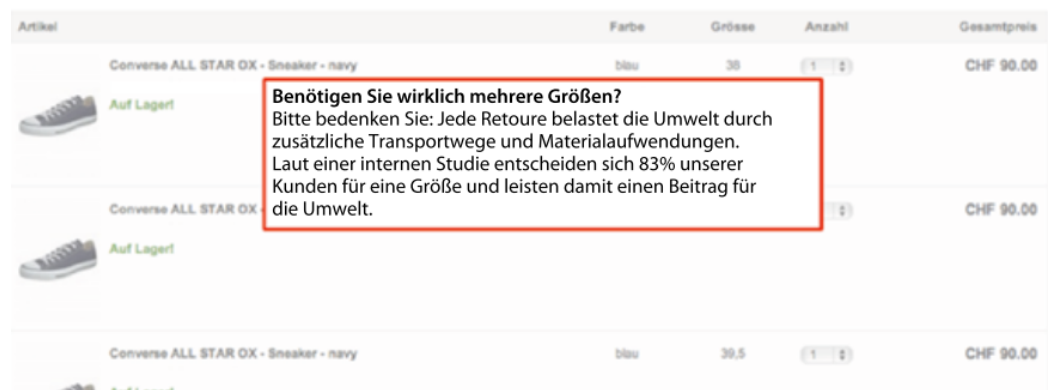 Artikel Farbe Grösse Anzahl Gesamtpreis
Converse ALL STAR OX - Sneaker - navy blau 38 1 CHF 90.00
Auf Lager!
Benötigen Sie wirklich mehrere Größen?
Bitte bedenken Sie: Jede Retoure belastet die Umwelt durch
zusätzliche Transportwege und Materialaufwendungen.
Laut einer internen Studie entscheiden sich 83% unserer
Kunden für eine Größe und leisten damit einen Beitrag für
die Umwelt.
Converse ALL STAR OX - CHF 90.00
Auf Lager!
Converse ALL STAR OX - Sneaker - navy blau 39,5 1 CHF 90.00